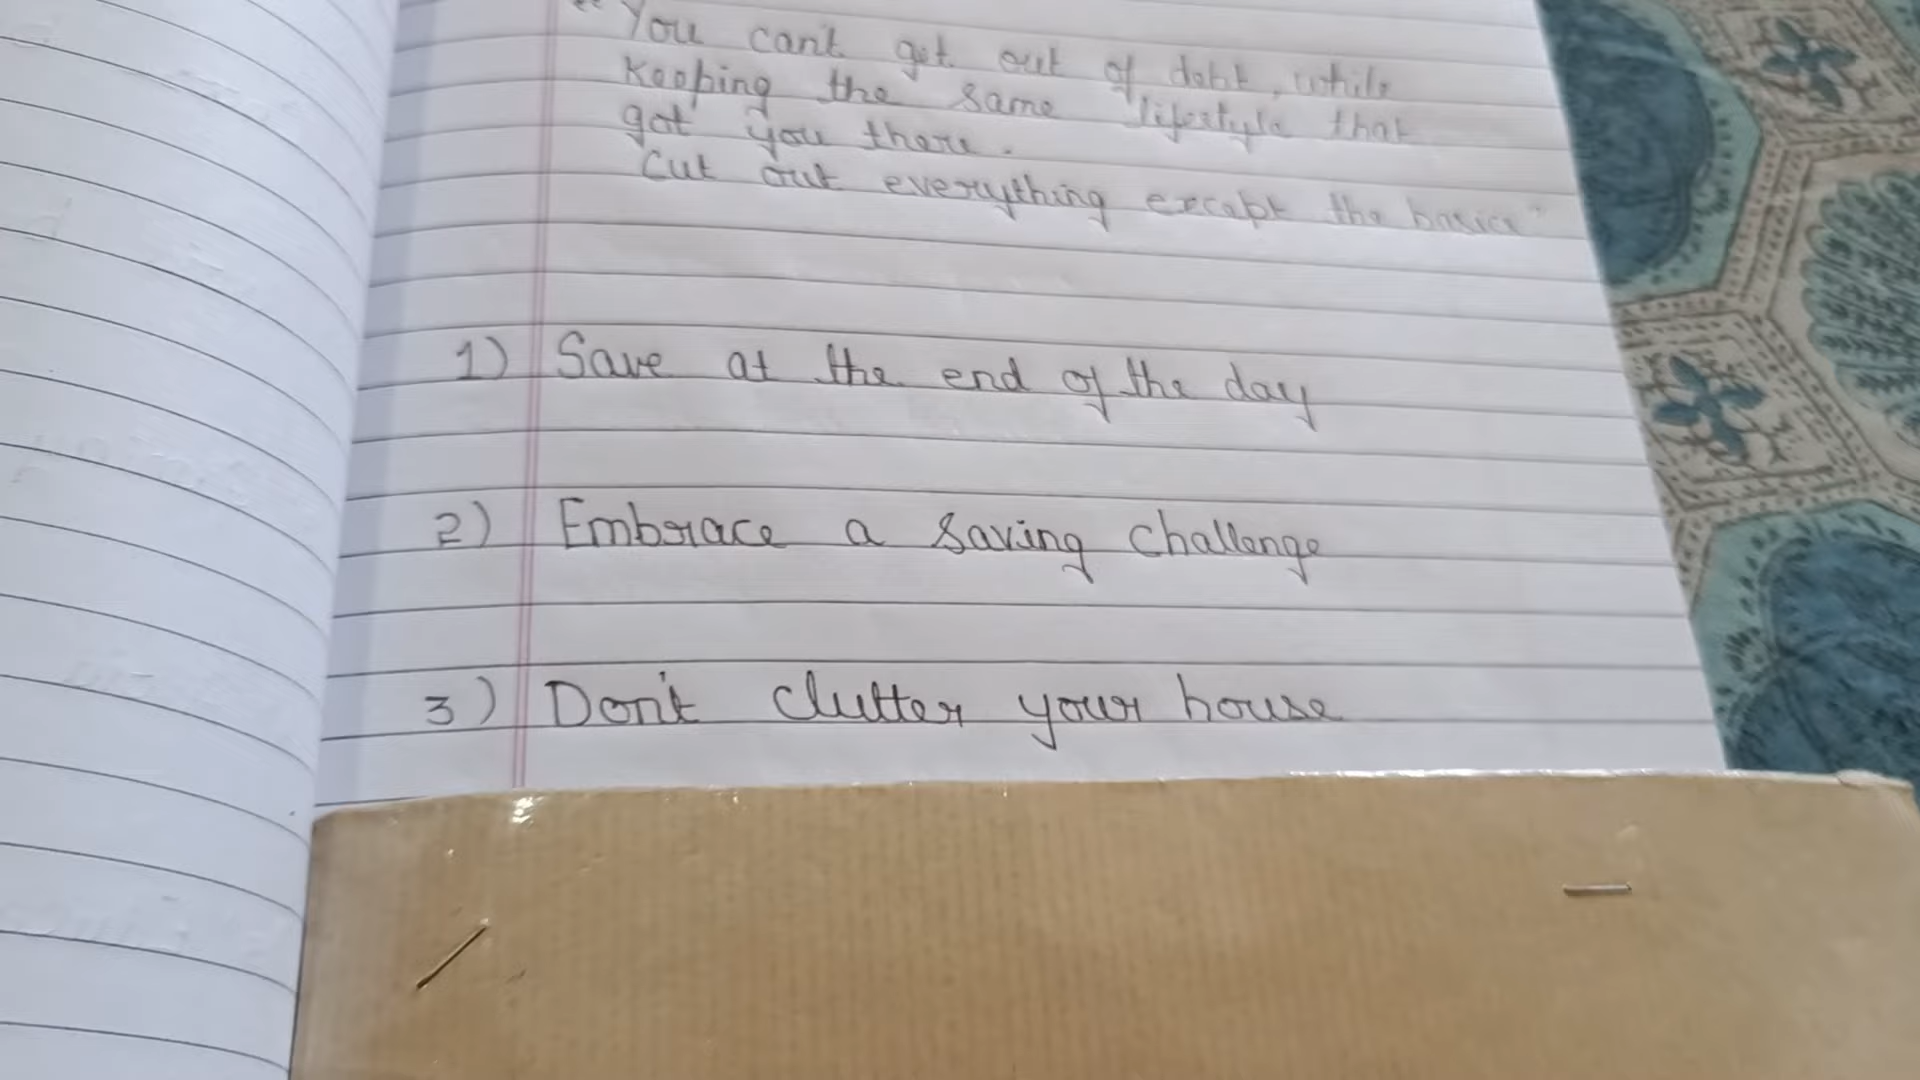 "You can't get out of debt, while
Keeping the same lifestyle that
got you there.
Cut out everything except the basics"
1) Save at the end of the day
2) Embrace a saving challenge
3) Don't clutter your house